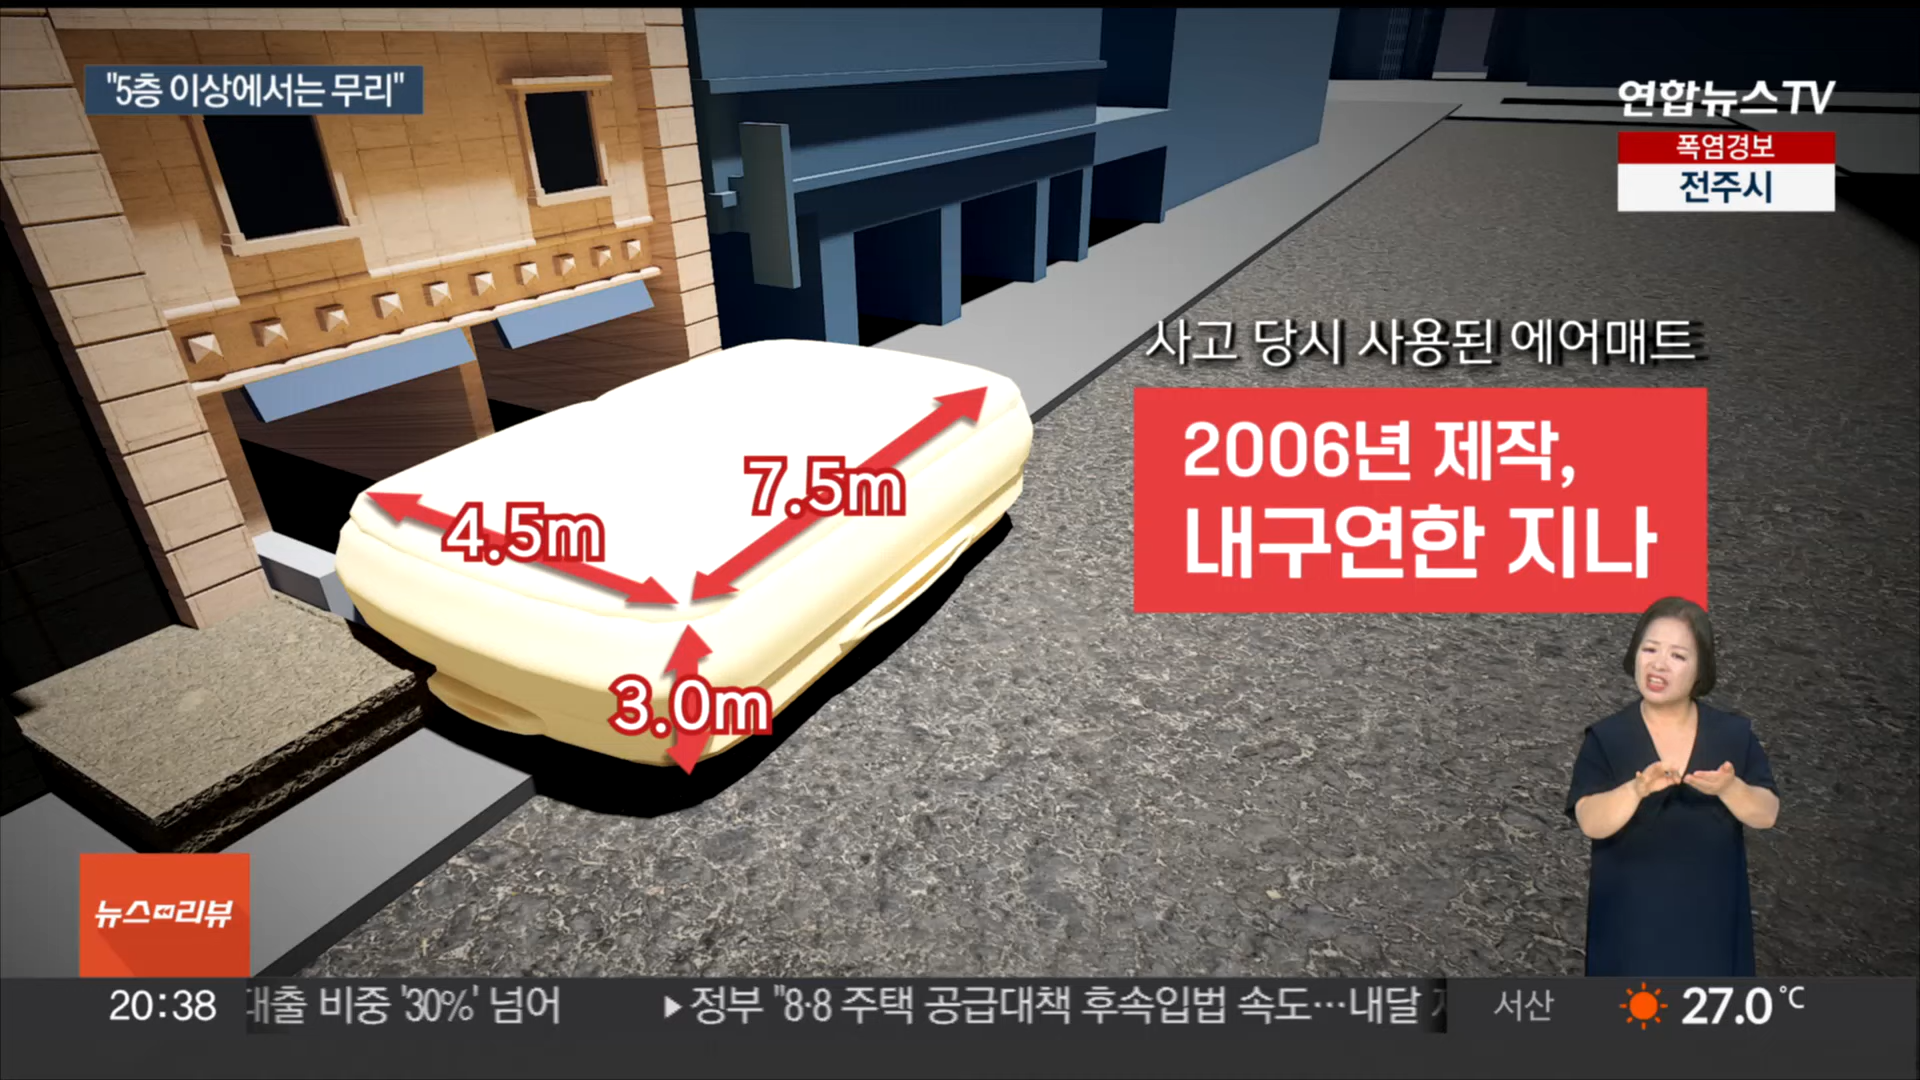 "5층 이상에서는 무리"
연합뉴스TV
폭염경보
전주시
사고 당시 사용된 에어매트
2006년 제작,
내구연한 지나
7.5m
4.5m
3.0m
뉴스리뷰
20:38 대출 비중 '30%' 넘어 ▶정부 "8·8 주택 공급대책 후속입법 속도…내달 서산 27.0℃